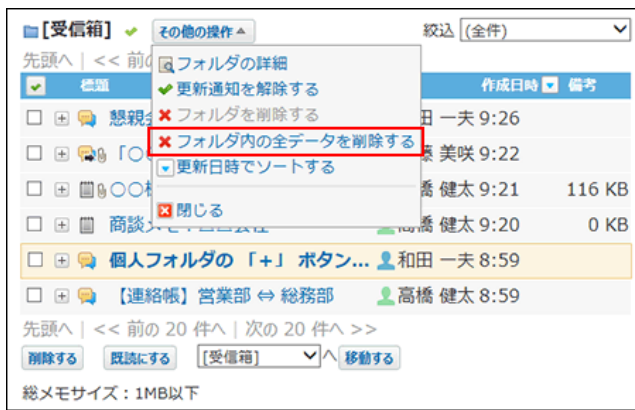 [受信箱] その他の操作 絞込 (全件)
先頭へ | << 前の
フォルダの詳細
更新通知を解除する
フォルダを削除する
フォルダ内の全データを削除する
更新日時でソートする
閉じる
標題 作成日時 備考
懇親会 田 一夫 9:26
「○ 美咲 9:22
○○ 橋 健太 9:21 116 KB
商談 橋 健太 9:20 0 KB
個人フォルダの 「+」 ボタン... 和田 一夫 8:59
【連絡帳】営業部 ⇔ 総務部 高橋 健太 8:59
先頭へ | << 前の 20 件へ | 次の 20 件へ >>
削除する 既読にする [受信箱] へ 移動する
総メモサイズ：1MB以下